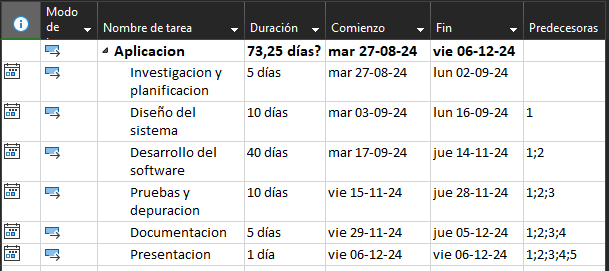 Modo de
Nombre de tarea
Duración
Comienzo
Fin
Predecesoras
Aplicacion 73,25 días? mar 27-08-24 vie 06-12-24
Investigacion y planificacion 5 días mar 27-08-24 lun 02-09-24
Diseño del sistema 10 días mar 03-09-24 lun 16-09-24 1
Desarrollo del software 40 días mar 17-09-24 jue 14-11-24 1;2
Pruebas y depuracion 10 días vie 15-11-24 jue 28-11-24 1;2;3
Documentacion 5 días vie 29-11-24 jue 05-12-24 1;2;3;4
Presentacion 1 día vie 06-12-24 vie 06-12-24 1;2;3;4;5